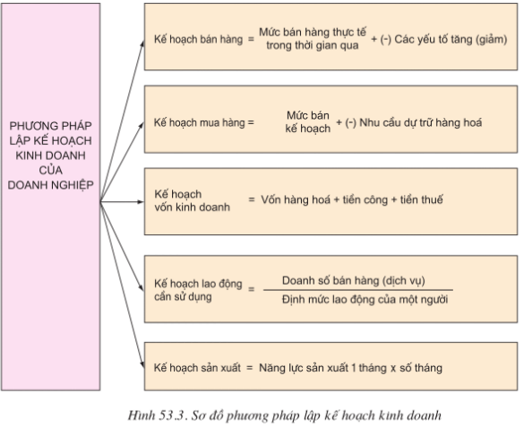 PHƯƠNG PHÁP
LẬP KẾ HOẠCH
KINH DOANH
CỦA
DOANH NGHIỆP
Kế hoạch bán hàng = Mức bán hàng thực tế trong thời gian qua + (-) Các yếu tố tăng (giảm)
Kế hoạch mua hàng = Mức bán kế hoạch + (-) Nhu cầu dự trữ hàng hoá
Kế hoạch
vốn kinh doanh = Vốn hàng hoá + tiền công + tiền thuế
Kế hoạch lao động
cần sử dụng =
Doanh số bán hàng (dịch vụ)
Định mức lao động của một người
Kế hoạch sản xuất = Năng lực sản xuất 1 tháng x số tháng
Hình 53.3. Sơ đồ phương pháp lập kế hoạch kinh doanh